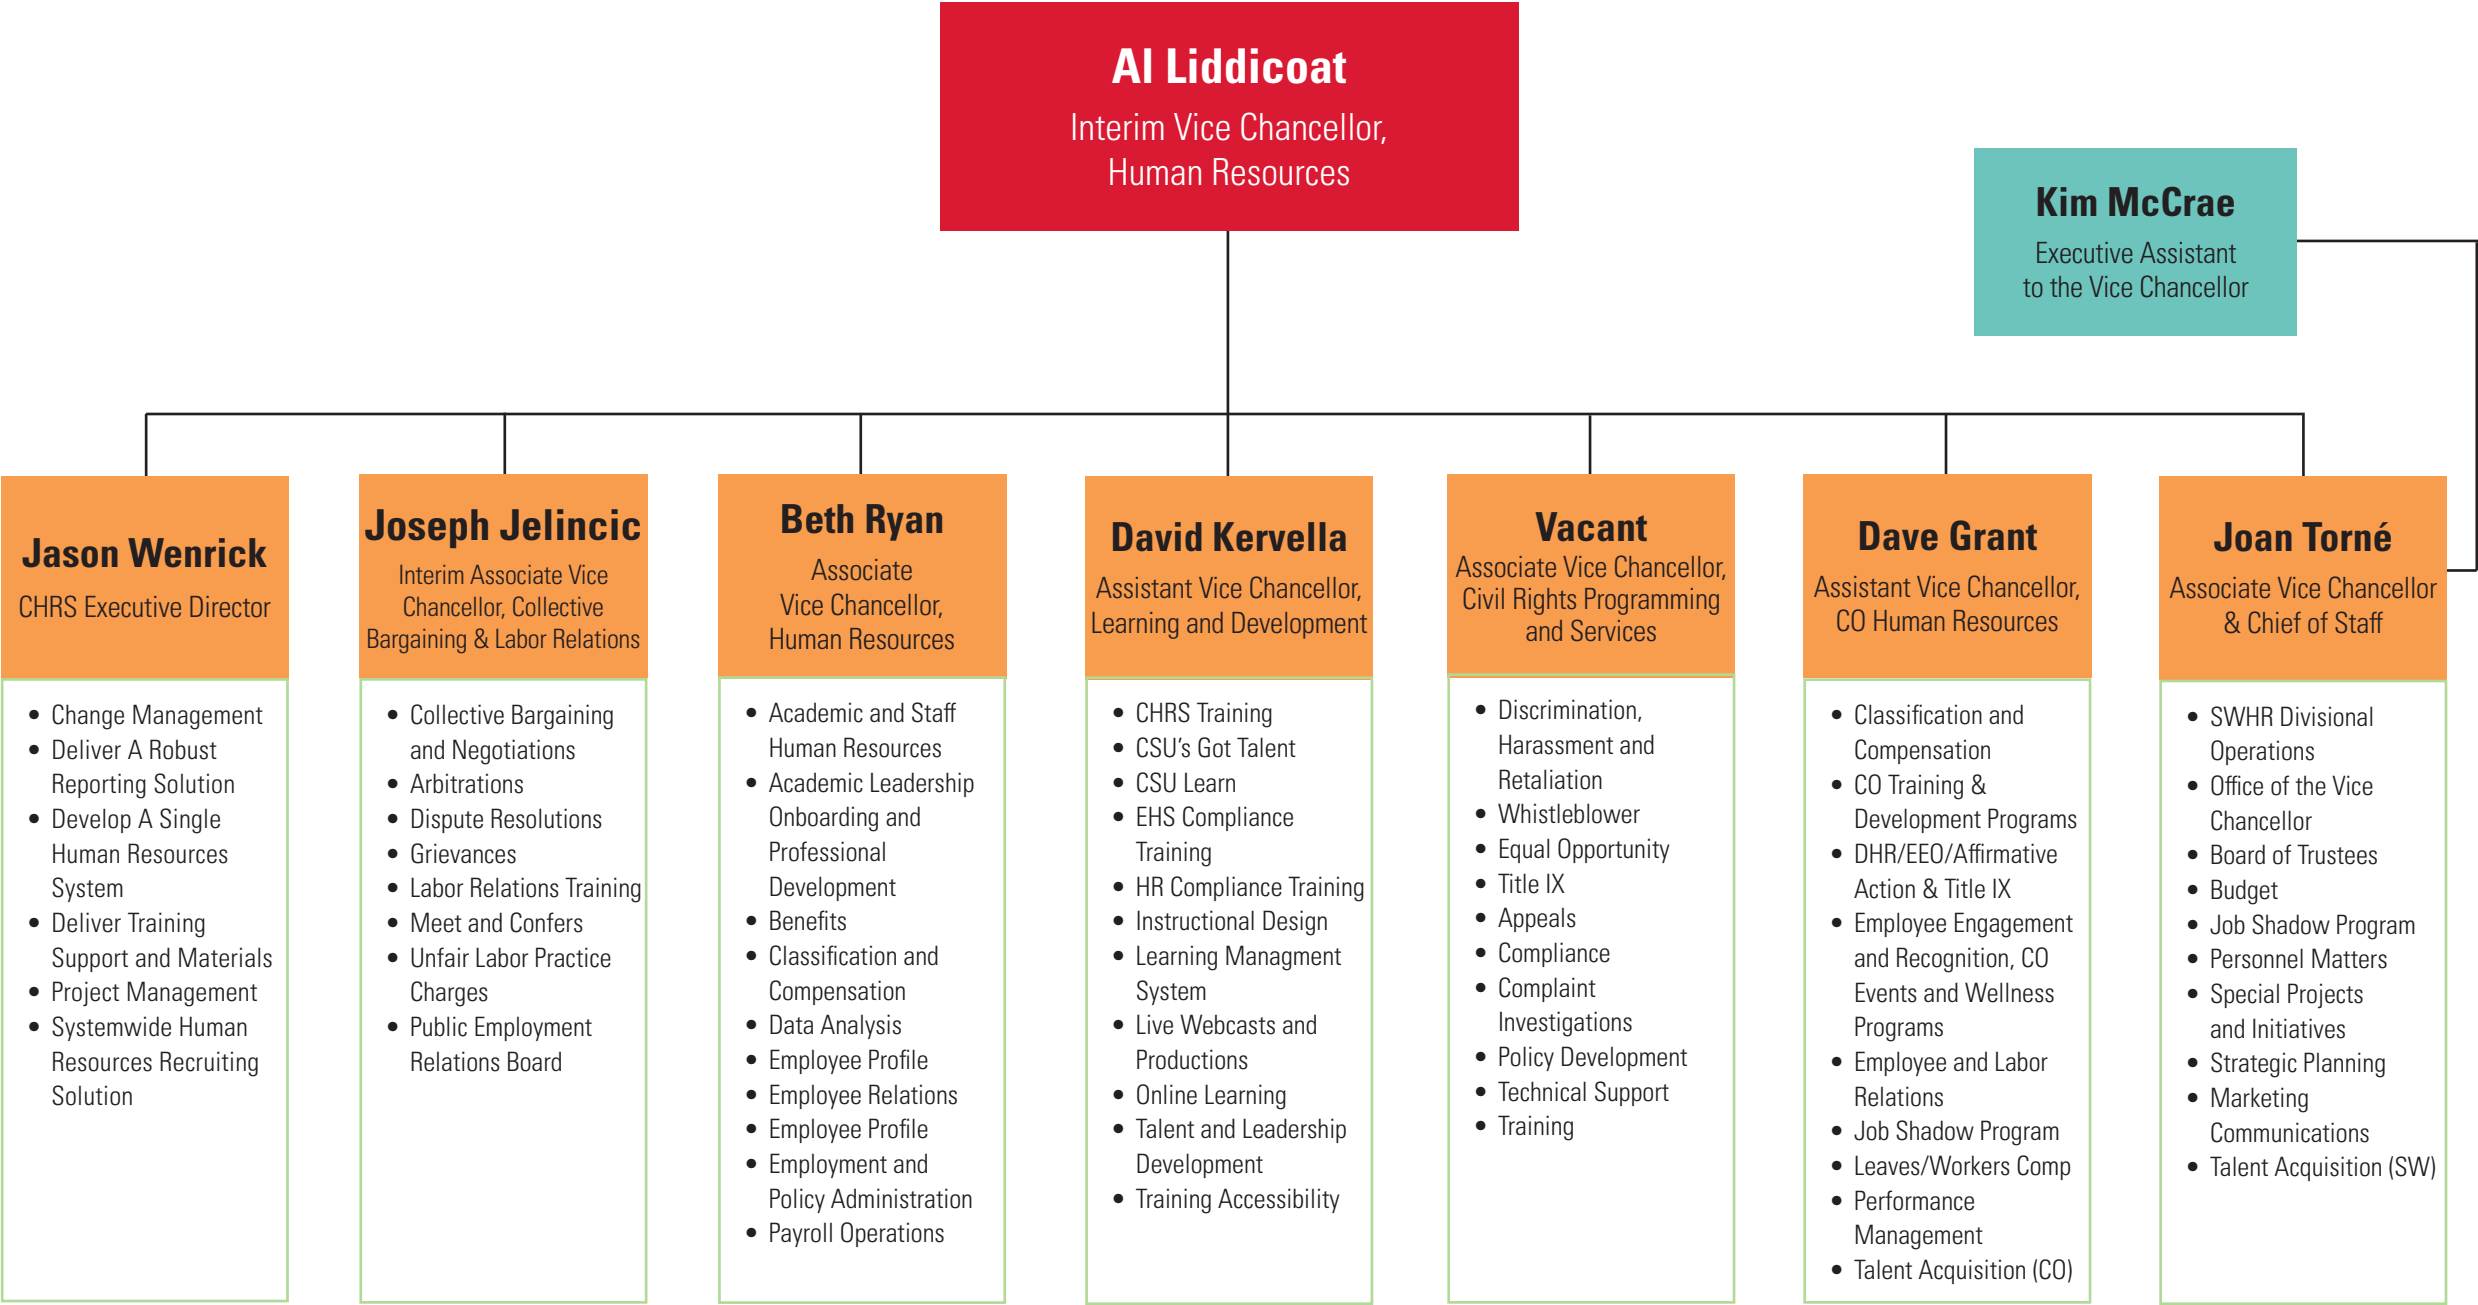 Al Liddicoat
Interim Vice Chancellor,
Human Resources
Kim McCrae
Executive Assistant
to the Vice Chancellor
Jason Wenrick
CHRS Executive Director
• Change Management
• Deliver A Robust
Reporting Solution
• Develop A Single
Human Resources
System
• Deliver Training
Support and Materials
• Project Management
• Systemwide Human
Resources Recruiting
Solution
Joseph Jelincic
Interim Associate Vice
Chancellor, Collective
Bargaining & Labor Relations
• Collective Bargaining
and Negotiations
• Arbitrations
• Dispute Resolutions
• Grievances
• Labor Relations Training
• Meet and Confers
• Unfair Labor Practice
Charges
• Public Employment
Relations Board
Beth Ryan
Associate
Vice Chancellor,
Human Resources
• Academic and Staff
Human Resources
• Academic Leadership
Onboarding and
Professional
Development
• Benefits
• Classification and
Compensation
• Data Analysis
• Employee Profile
• Employee Relations
• Employee Profile
• Employment and
Policy Administration
• Payroll Operations
David Kervella
Assistant Vice Chancellor,
Learning and Development
• CHRS Training
• CSU’s Got Talent
• CSU Learn
• EHS Compliance
Training
• HR Compliance Training
• Instructional Design
• Learning Managment
System
• Live Webcasts and
Productions
• Online Learning
• Talent and Leadership
Development
• Training Accessibility
Vacant
Associate Vice Chancellor,
Civil Rights Programming
and Services
• Discrimination,
Harassment and
Retaliation
• Whistleblower
• Equal Opportunity
• Title IX
• Appeals
• Compliance
• Complaint
Investigations
• Policy Development
• Technical Support
• Training
Dave Grant
Assistant Vice Chancellor,
CO Human Resources
• Classification and
Compensation
• CO Training &
Development Programs
• DHR/EEO/Affirmative
Action & Title IX
• Employee Engagement
and Recognition, CO
Events and Wellness
Programs
• Employee and Labor
Relations
• Job Shadow Program
• Leaves/Workers Comp
• Performance
Management
• Talent Acquisition (CO)
Joan Torné
Associate Vice Chancellor
& Chief of Staff
• SWHR Divisional
Operations
• Office of the Vice
Chancellor
• Board of Trustees
• Budget
• Job Shadow Program
• Personnel Matters
• Special Projects
and Initiatives
• Strategic Planning
• Marketing
Communications
• Talent Acquisition (SW)